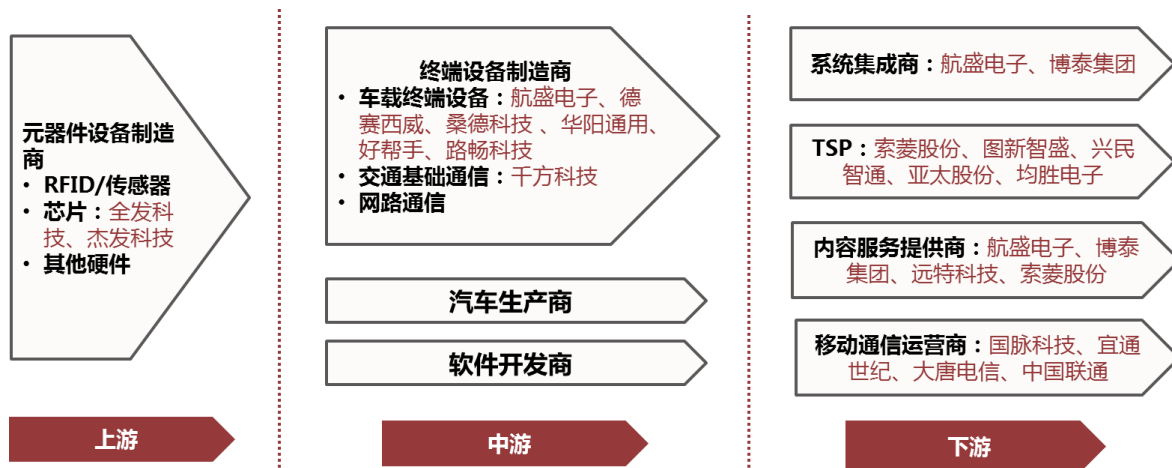 元器件设备制造
商
• RFID/传感器
• 芯片：全发科
技、杰发科技
• 其他硬件
上游
终端设备制造商
• 车载终端设备：航盛电子、德
赛西威、桑德科技 、华阳通用、
好帮手、路畅科技
• 交通基础通信：千方科技
• 网路通信
汽车生产商
软件开发商
中游
系统集成商：航盛电子、博泰集团
TSP：索菱股份、图新智盛、兴民
智通、亚太股份、均胜电子
内容服务提供商：航盛电子、博泰
集团、远特科技、索菱股份
移动通信运营商：国脉科技、宜通
世纪、大唐电信、中国联通
下游